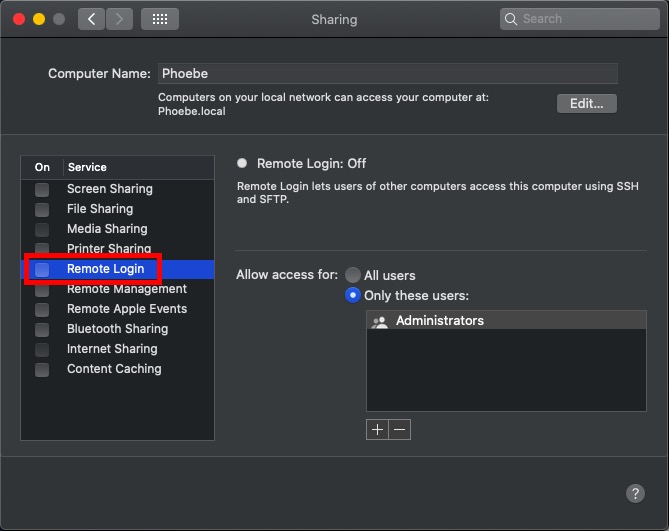 Sharing
Search
Computer Name: Phoebe
Computers on your local network can access your computer at:
Phoebe.local
Edit...
On Service
Screen Sharing
File Sharing
Media Sharing
Printer Sharing
Remote Login
Remote Management
Remote Apple Events
Bluetooth Sharing
Internet Sharing
Content Caching
Remote Login: Off
Remote Login lets users of other computers access this computer using SSH
and SFTP.
Allow access for: All users
Only these users:
Administrators
+ −
?